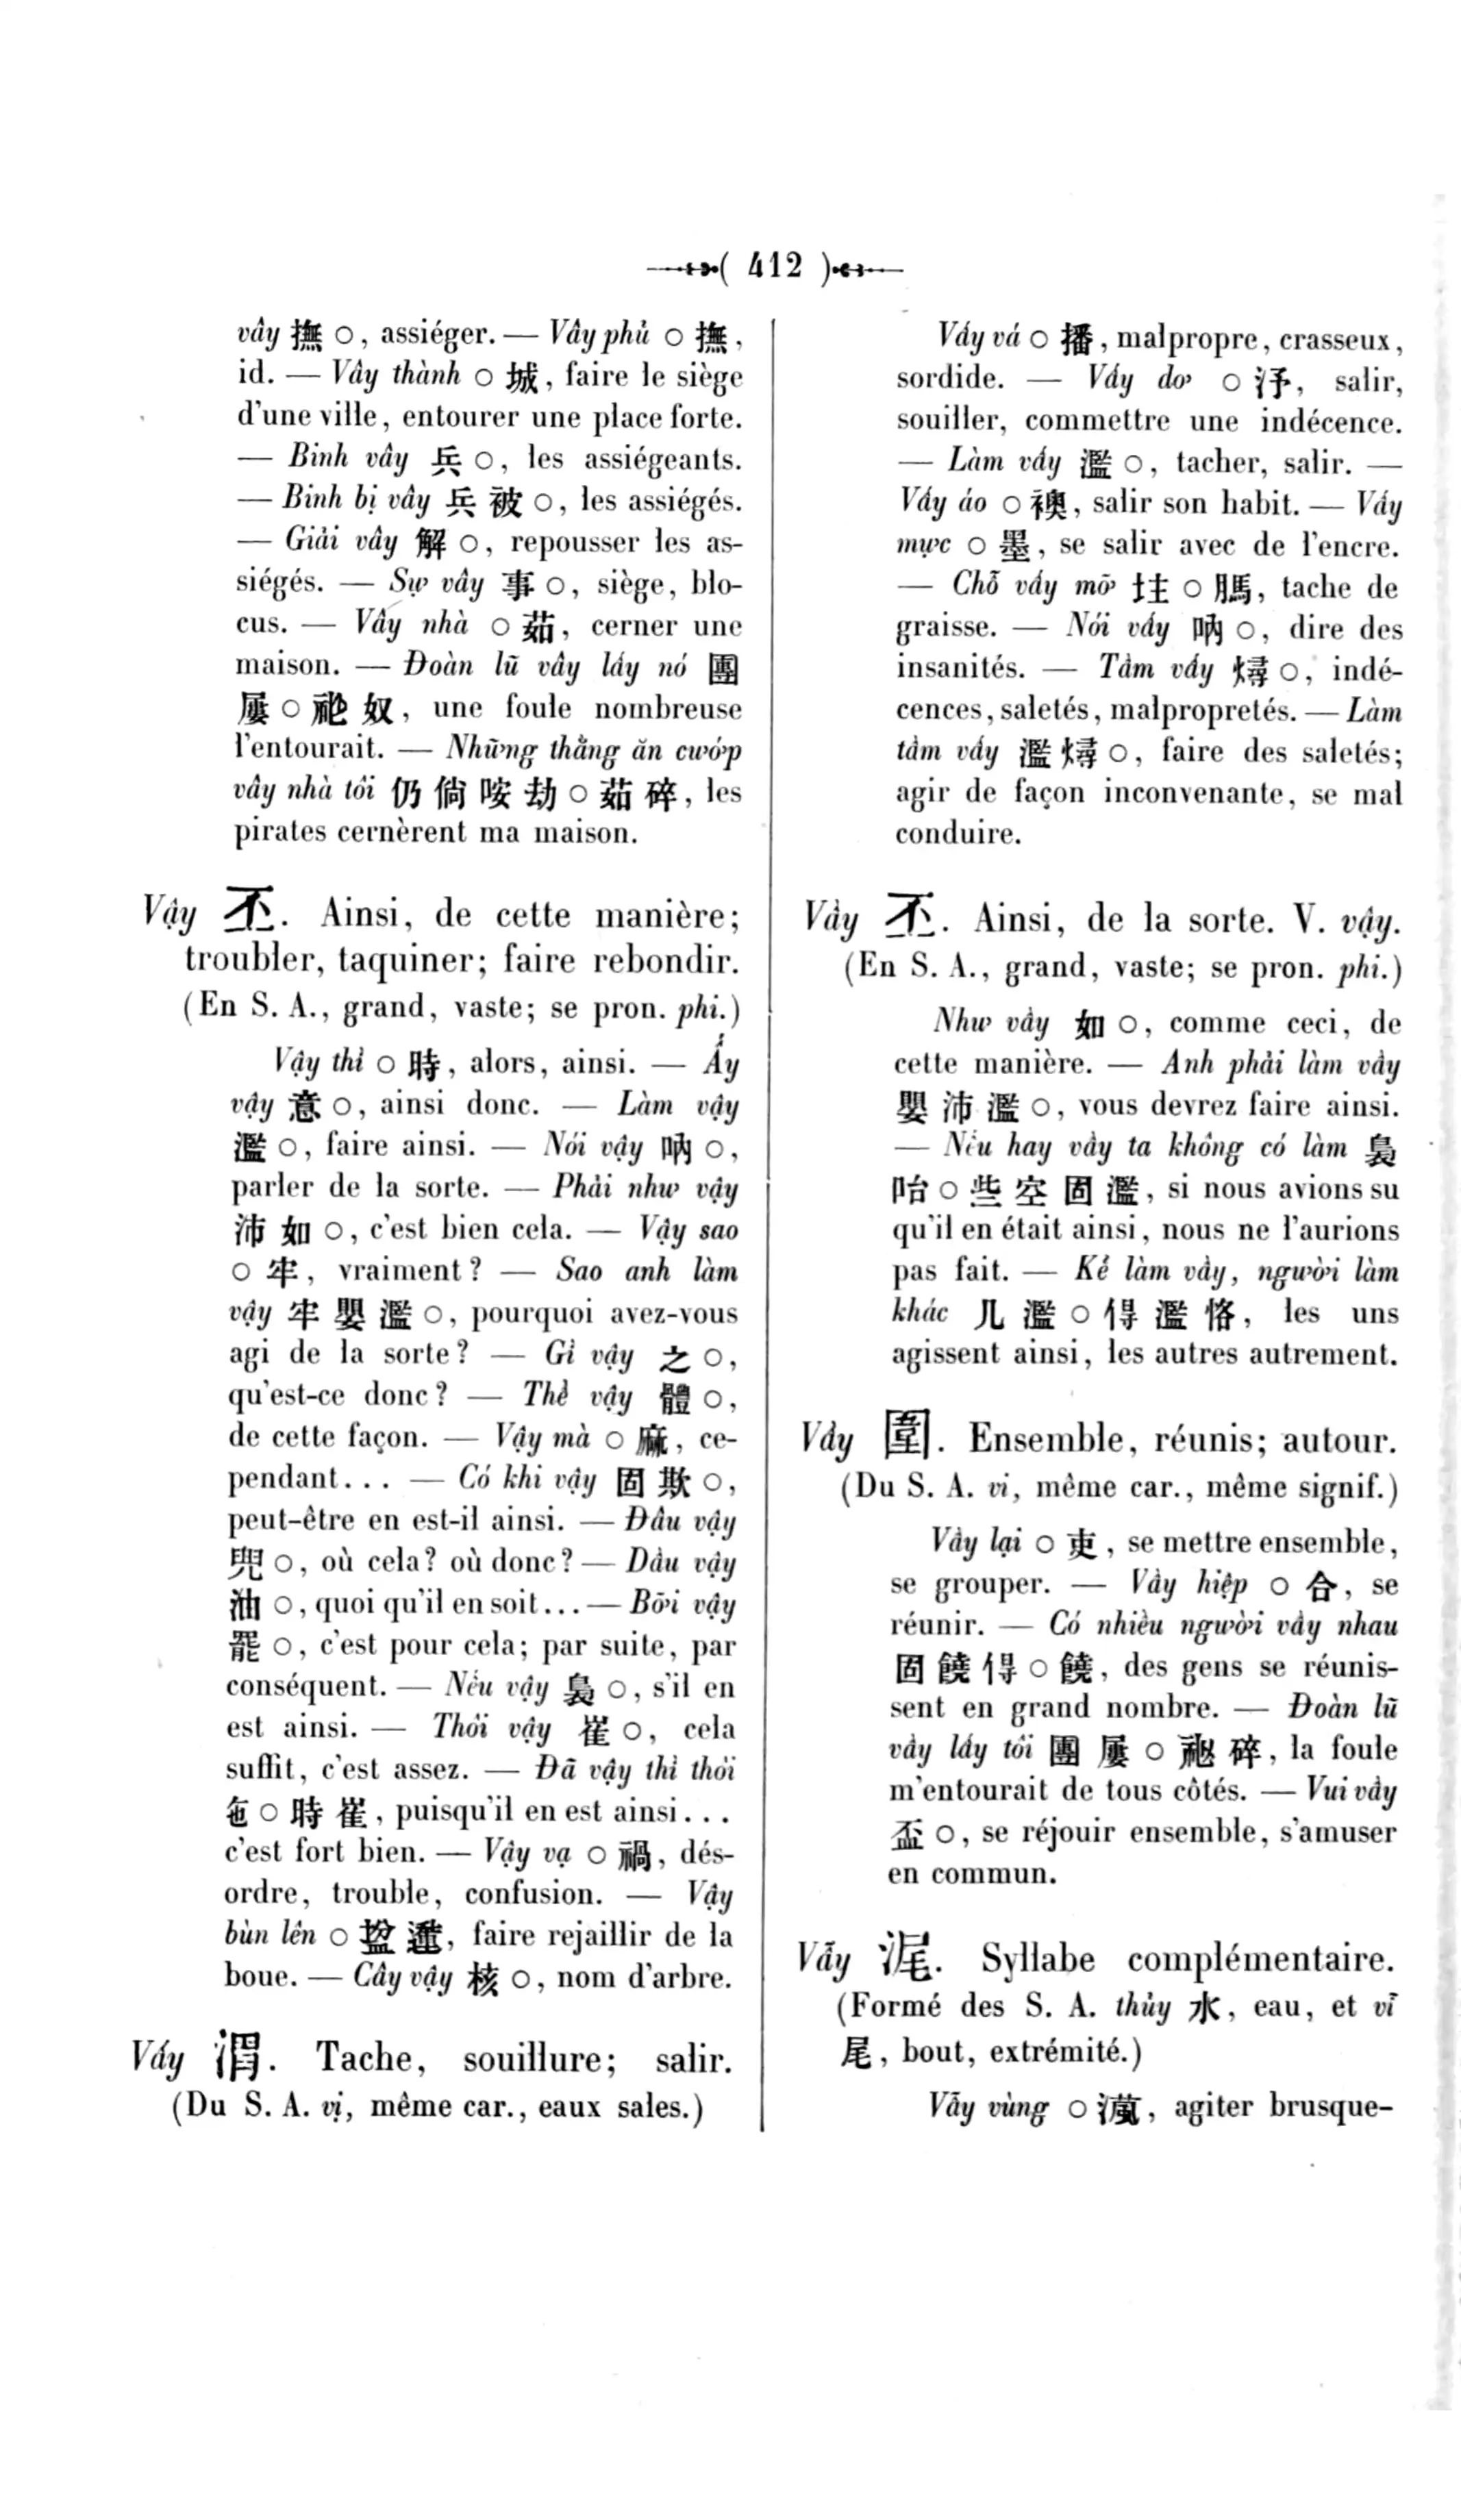 ( 412 )
vây 撫 ○, assiéger. — Vây phủ ○ 撫,
id. — Vây thành ○ 城, faire le siège
d'une ville, entourer une place forte.
— Binh vây 兵 ○, les assiégeants.
— Binh bị vây 兵 被 ○, les assiégés.
— Giải vây 解 ○, repousser les as-
siégés. — Sự vây 事 ○, siège, blo-
cus. — Vây nhà ○ 茹, cerner une
maison. — Đoàn lũ vây lấy nó 團
屢 ○ 奴, une foule nombreuse
l'entourait. — Những thằng ăn cướp
vây nhà tôi 仍 倘 咹 劫 ○ 茹 碎, les
pirates cernèrent ma maison.
Vậy 丕. Ainsi, de cette manière;
troubler, taquiner; faire rebondir.
(En S. A., grand, vaste; se pron. phi.)
Vậy thì ○ 時, alors, ainsi. — Ấy
vậy 意 ○, ainsi donc. — Làm vậy
濫 ○, faire ainsi. — Nói vậy 吶 ○,
parler de la sorte. — Phải như vậy
沛 如 ○, c'est bien cela. — Vậy sao
○ 牢, vraiment? — Sao anh làm
vậy 牢 嬰 濫 ○, pourquoi avez-vous
agi de la sorte? — Gì vậy 之 ○,
qu'est-ce donc? — Thể vậy 體 ○,
de cette façon. — Vậy mà ○ 麻, ce-
pendant... — Có khi vậy 固 欺 ○,
peut-être en est-il ainsi. — Đâu vậy
兜 ○, où cela? où donc? — Dầu vậy
油 ○, quoi qu'il en soit... — Bởi vậy
罷 ○, c'est pour cela; par suite, par
conséquent. — Nếu vậy 裊 ○, s'il en
est ainsi. — Thôi vậy 崔 ○, cela
suffit, c'est assez. — Đã vậy thì thôi
㐌 ○ 時 崔, puisqu'il en est ainsi...
c'est fort bien. — Vậy vạ ○ 禍, dés-
ordre, trouble, confusion. — Vậy
bùn lên ○, faire rejaillir de la
boue. — Cây vậy 核 ○, nom d'arbre.
Vấy 渭. Tache, souillure; salir.
(Du S. A. vị, même car., eaux sales.)
Vấy vá ○ 播, malpropre, crasseux,
sordide. — Vấy dơ ○ 汿, salir,
souiller, commettre une indécence.
— Làm vấy 濫 ○, tacher, salir. —
Vấy áo ○ 襖, salir son habit. — Vấy
mực ○ 墨, se salir avec de l'encre.
— Chỗ vấy mỡ 拄 ○, tache de
graisse. — Nói vấy 吶 ○, dire des
insanités. — Tầm vấy 燖 ○, indé-
cences, saletés, malpropretés. — Làm
tầm vấy 濫 燖 ○, faire des saletés;
agir de façon inconvenante, se mal
conduire.
Vầy 丕. Ainsi, de la sorte. V. vậy.
(En S. A., grand, vaste; se pron. phi.)
Như vầy 如 ○, comme ceci, de
cette manière. — Anh phải làm vầy
嬰 沛 濫 ○, vous devrez faire ainsi.
— Nếu hay vầy ta không có làm 裊
咍 ○ 些 空 固 濫, si nous avions su
qu'il en était ainsi, nous ne l'aurions
pas fait. — Kẻ làm vầy, người làm
khác 几 濫 ○ 得 濫 恪, les uns
agissent ainsi, les autres autrement.
Vầy 圍. Ensemble, réunis; autour.
(Du S. A. vi, même car., même signif.)
Vầy lại ○ 吏, se mettre ensemble,
se grouper. — Vầy hiệp ○ 合, se
réunir. — Có nhiều người vầy nhau
固 饒 得 ○ 饒, des gens se réunis-
sent en grand nombre. — Đoàn lũ
vầy lấy tôi 團 屢 ○ 碎, la foule
m'entourait de tous côtés. — Vui vầy
盃 ○, se réjouir ensemble, s'amuser
en commun.
Vẫy 浘. Syllabe complémentaire.
(Formé des S. A. thủy 水, eau, et vĩ
尾, bout, extrémité.)
Vẫy vùng ○, agiter brusque-